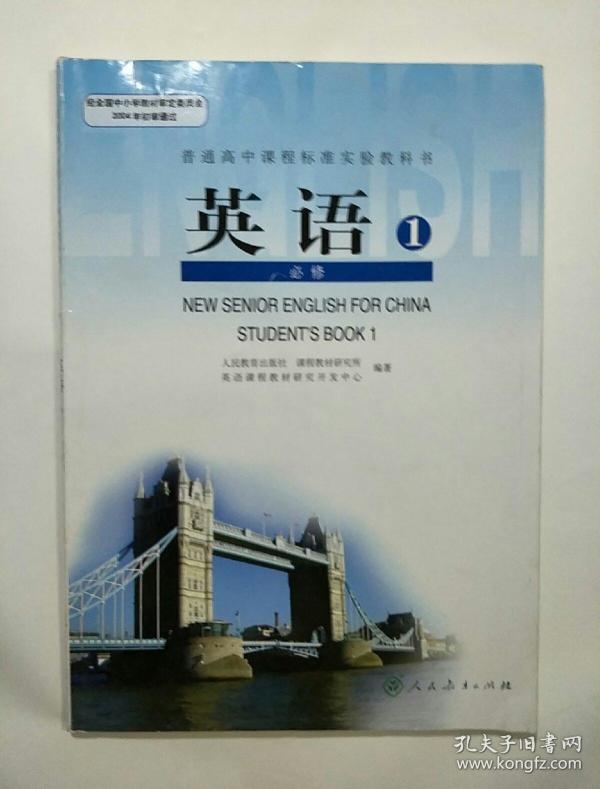 经全国中小学教材审定委员会
2004年初审通过
ENGLISH
普通高中课程标准实验教科书
英语 1
必修
NEW SENIOR ENGLISH FOR CHINA
STUDENT'S BOOK 1
人民教育出版社 课程教材研究所
英语课程教材研究开发中心 编著
人民教育出版社
孔夫子旧书网
www.kongfz.com